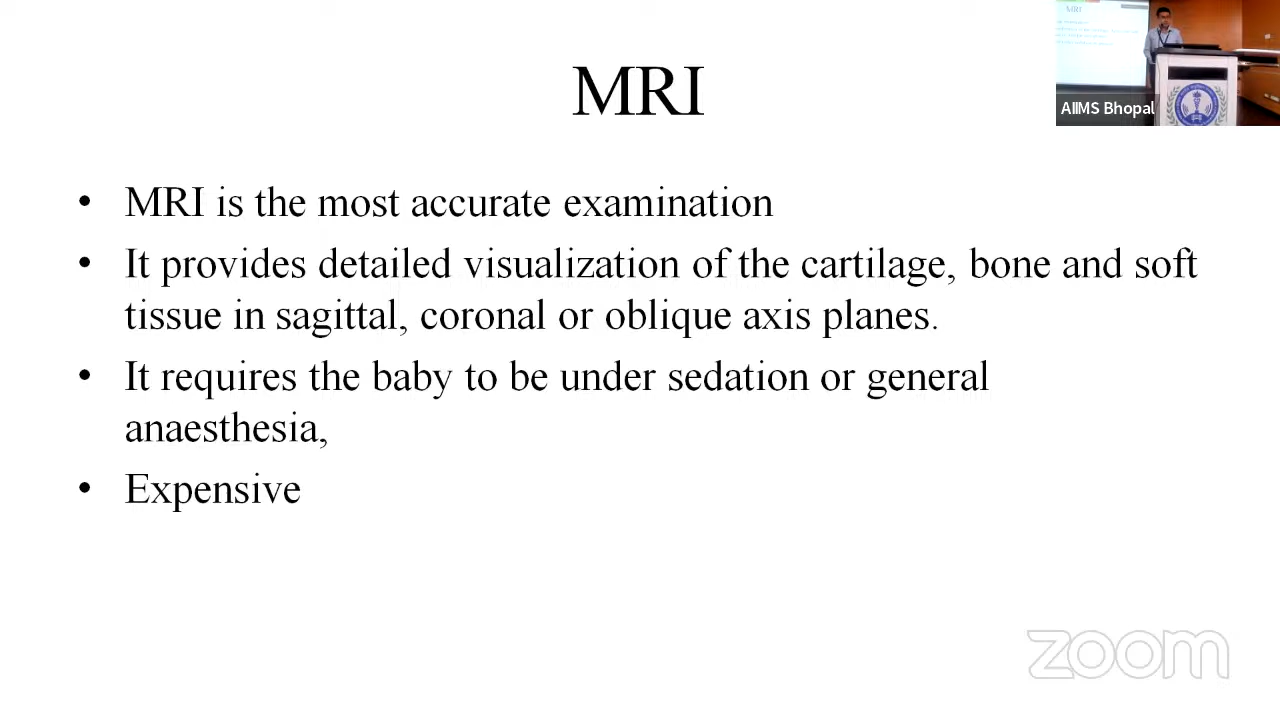 MRI
MRI
AIIMS Bhopal
• MRI is the most accurate examination
• It provides detailed visualization of the cartilage, bone and soft
tissue in sagittal, coronal or oblique axis planes.
• It requires the baby to be under sedation or general
anaesthesia,
• Expensive
zoom